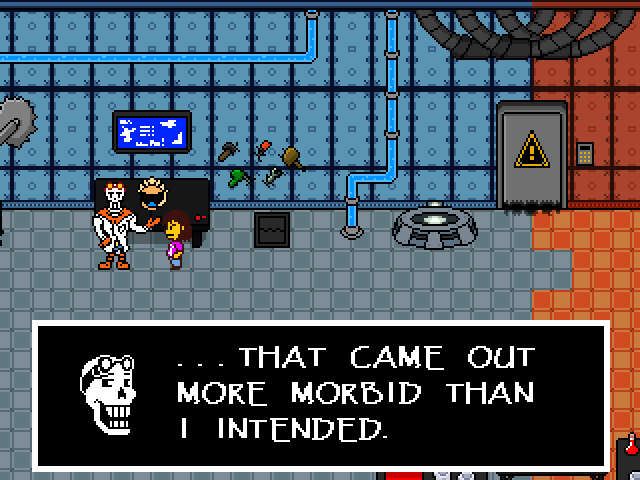 ...THAT CAME OUT
MORE MORBID THAN
I INTENDED.